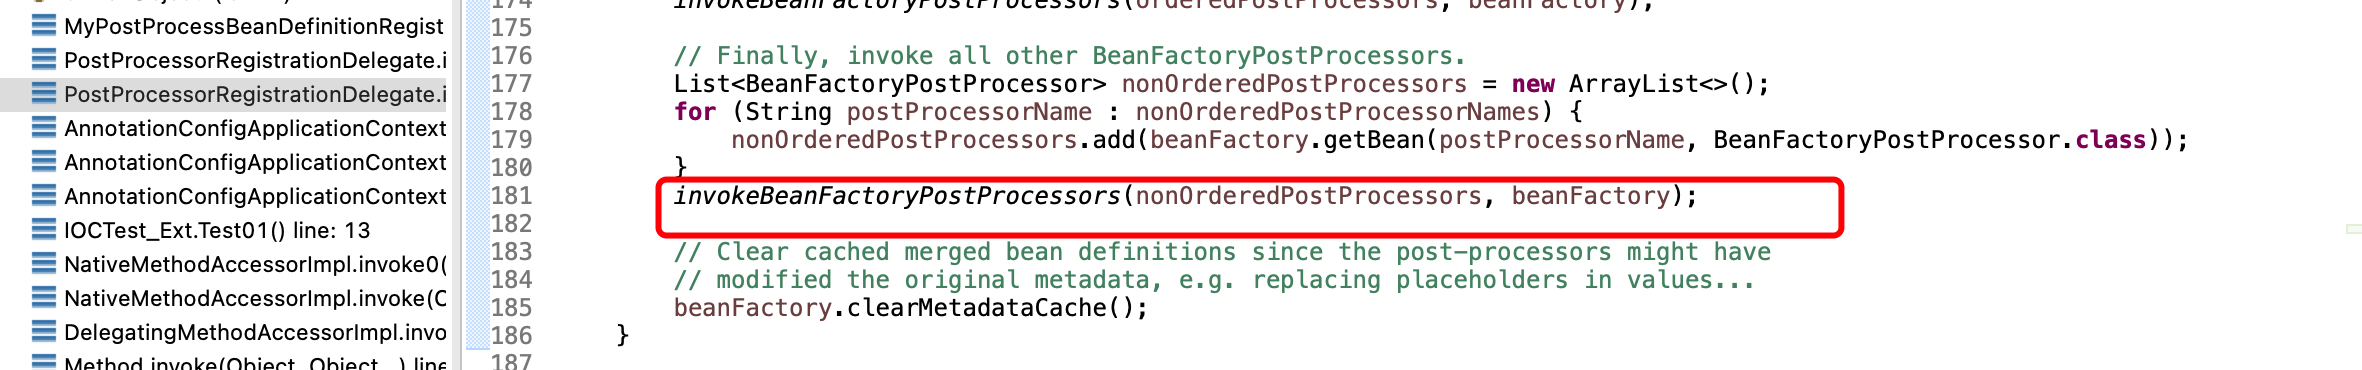 MyPostProcessBeanDefinitionRegist
PostProcessorRegistrationDelegate.i
PostProcessorRegistrationDelegate.i
AnnotationConfigApplicationContext
AnnotationConfigApplicationContext
AnnotationConfigApplicationContext
IOCTest_Ext.Test01() line: 13
NativeMethodAccessorImpl.invoke0(
NativeMethodAccessorImpl.invoke(O
DelegatingMethodAccessorImpl.invo
Method.invoke(Object, Object...) line
174 invokeBeanFactoryPostProcessors(orderedPostProcessors, beanFactory);
175
176 // Finally, invoke all other BeanFactoryPostProcessors.
177 List<BeanFactoryPostProcessor> nonOrderedPostProcessors = new ArrayList<>();
178 for (String postProcessorName : nonOrderedPostProcessorNames) {
179 nonOrderedPostProcessors.add(beanFactory.getBean(postProcessorName, BeanFactoryPostProcessor.class));
180 }
181 invokeBeanFactoryPostProcessors(nonOrderedPostProcessors, beanFactory);
182
183 // Clear cached merged bean definitions since the post-processors might have
184 // modified the original metadata, e.g. replacing placeholders in values...
185 beanFactory.clearMetadataCache();
186 }
187